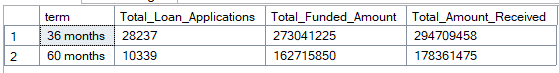 term Total_Loan_Applications Total_Funded_Amount Total_Amount_Received
1 36 months 28237 273041225 294709458
2 60 months 10339 162715850 178361475